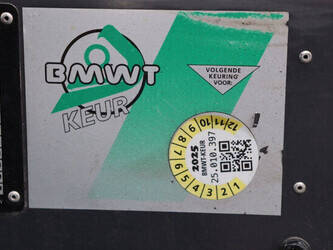 BMWT
KEUR
VOLGENDE
KEURING
VOOR:
2025
BMWT-KEUR
25.010.397
1 2 3 4 5 6 7 8 9 10 11 12